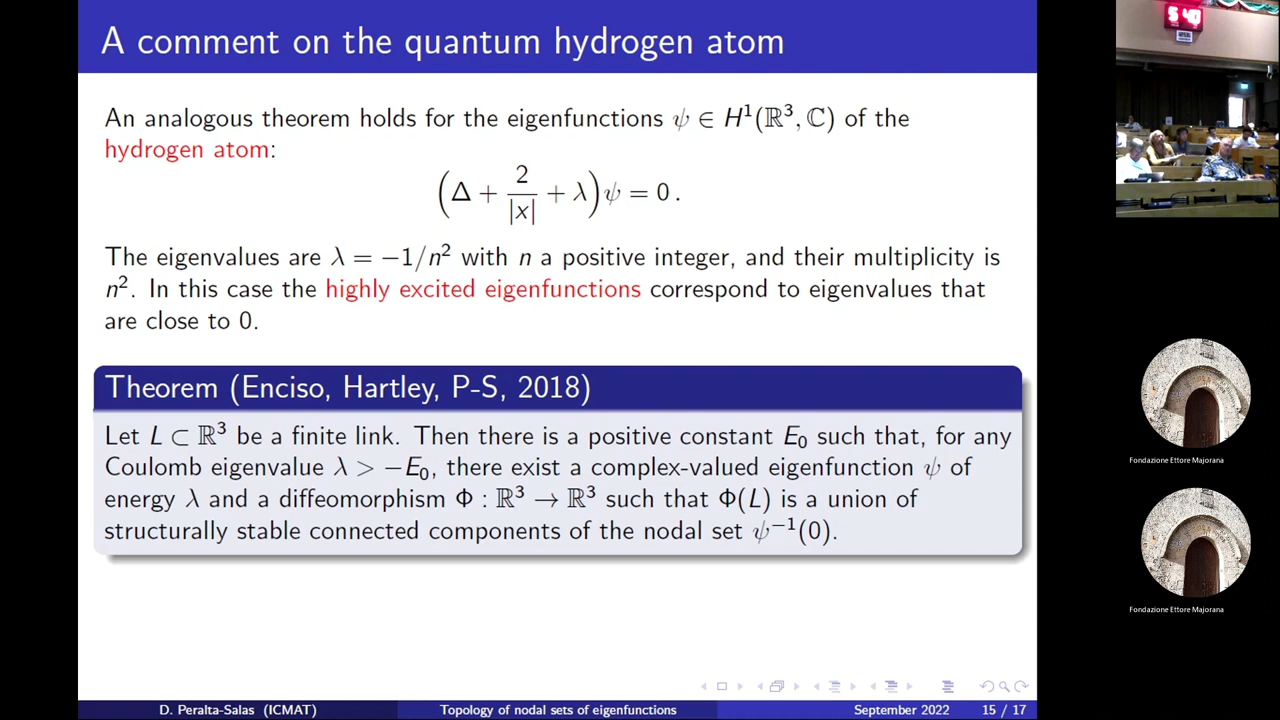 A comment on the quantum hydrogen atom
An analogous theorem holds for the eigenfunctions ψ ∈ H¹(ℝ³, ℂ) of the
hydrogen atom:
(Δ + 2/|x| + λ)ψ = 0 .
The eigenvalues are λ = −1/n² with n a positive integer, and their multiplicity is
n². In this case the highly excited eigenfunctions correspond to eigenvalues that
are close to 0.
Theorem (Enciso, Hartley, P-S, 2018)
Let L ⊂ ℝ³ be a finite link. Then there is a positive constant E₀ such that, for any
Coulomb eigenvalue λ > −E₀, there exist a complex-valued eigenfunction ψ of
energy λ and a diffeomorphism Φ : ℝ³ → ℝ³ such that Φ(L) is a union of
structurally stable connected components of the nodal set ψ⁻¹(0).
D. Peralta-Salas (ICMAT)
Topology of nodal sets of eigenfunctions
September 2022
15 / 17
5 40
Fondazione Ettore Majorana
Fondazione Ettore Majorana